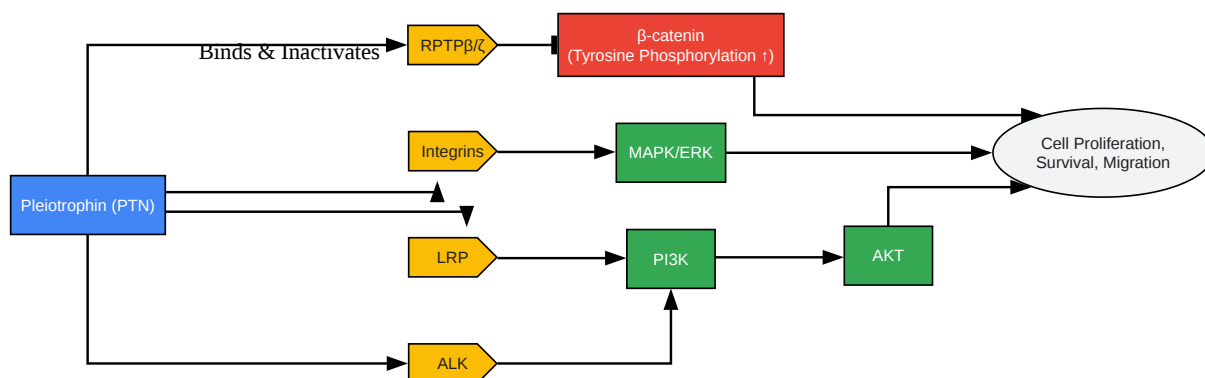 Binds & Inactivates
RPTPβ/ζ
β-catenin
(Tyrosine Phosphorylation ↑)
Integrins
MAPK/ERK
Cell Proliferation,
Survival, Migration
Pleiotrophin (PTN)
LRP
PI3K
AKT
ALK